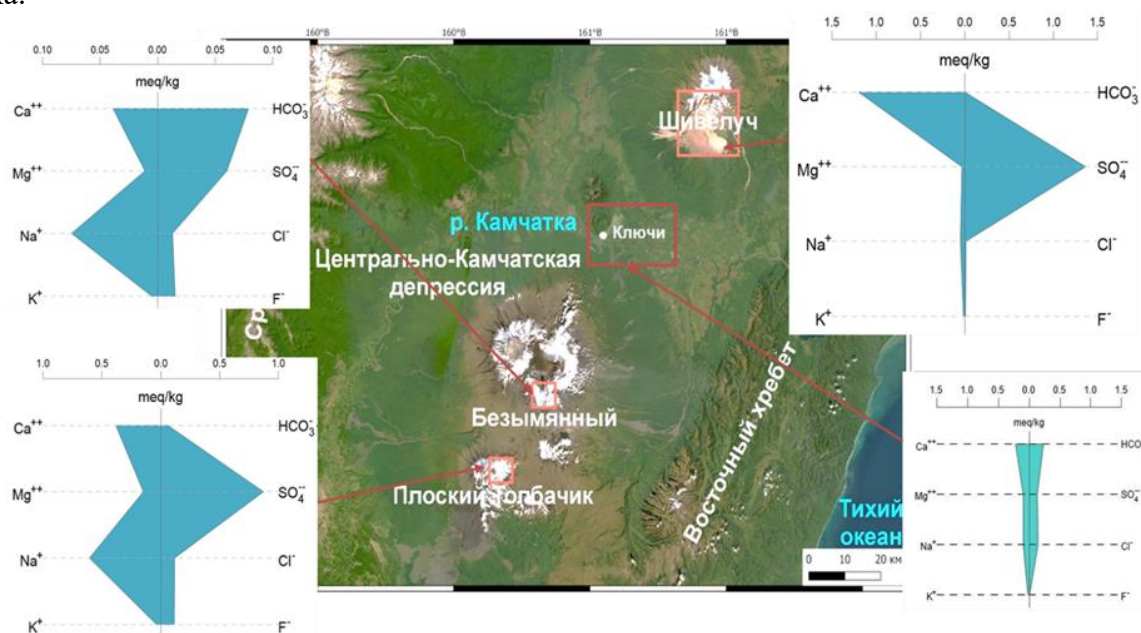 ка.
0.10 0.05 0.00 0.05 0.10
meq/kg
Ca++ HCO3-
Mg++ SO4--
Na+ Cl-
K+ F-
160°B 160°B 161°B 161°B
1.5 1.0 0.5 0.0 0.5 1.0 1.5
meq/kg
Ca++ HCO3-
Mg++ SO4--
Na+ Cl-
K+ F-
Шивелуч
р. Камчатка
Ключи
Центрально-Камчатская
депрессия
Безымянный
Плоский Толбачик
Восточный хребет
Тихий
океан
0 10 20 км
1.0 0.5 0.0 0.5 1.0
meq/kg
Ca++ HCO3-
Mg++ SO4--
Na+ Cl-
K+ F-
1.5 1.0 0.5 0.0 0.5 1.0 1.5
meq/kg
Ca++ HCO
Mg++ SO4--
Na+ Cl-
K+ F-